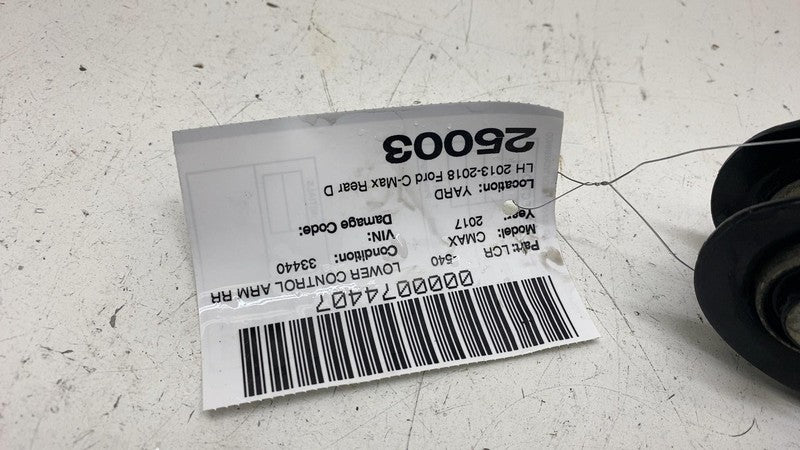 0000074407
LOWER CONTROL ARM RH
Part: LCR -540 Condition: 33440
Model: CMAX VIN:
Year: 2017 Damage Code:
Location: YARD
LH 2013-2018 Ford C-Max Rear D
25003